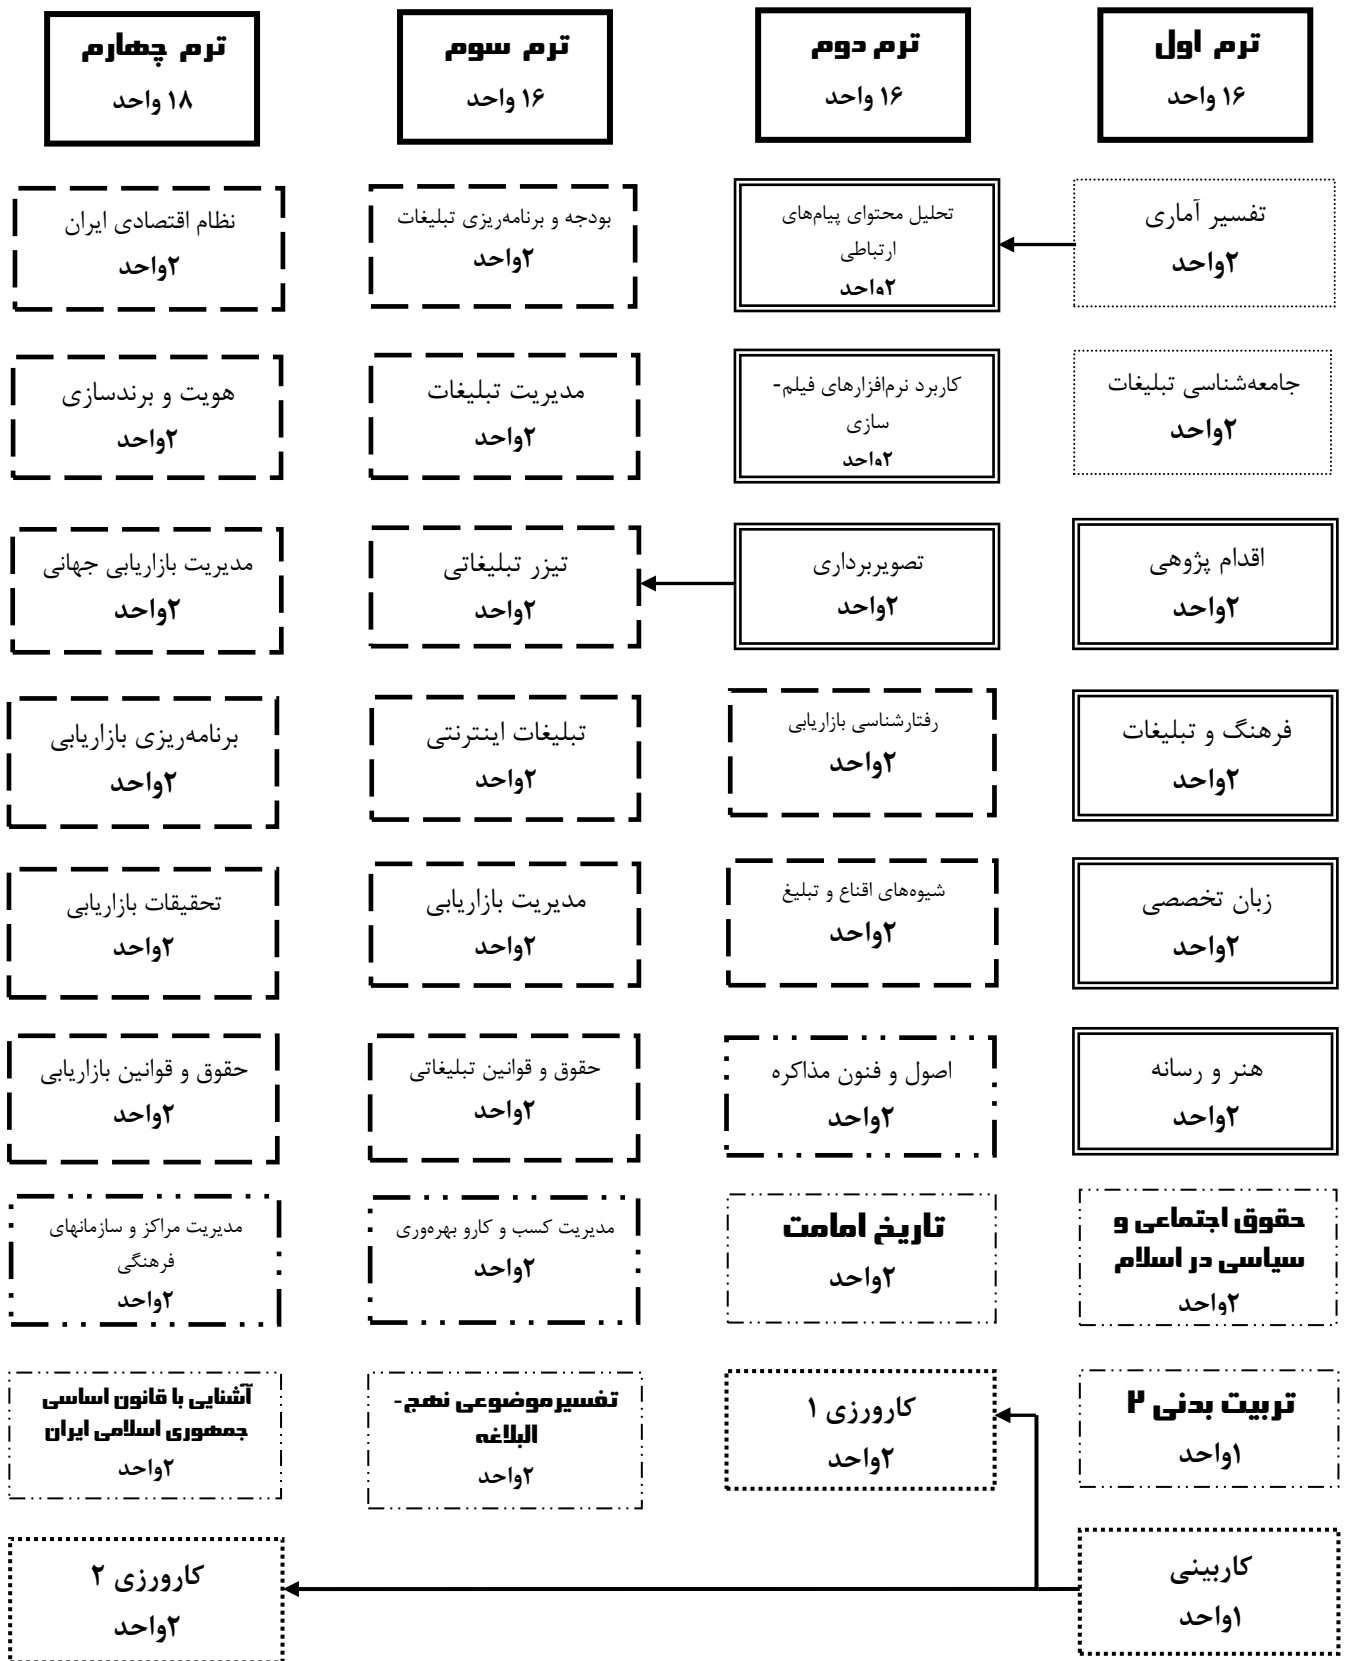 ترم اول
۱۶ واحد
ترم دوم
۱۶ واحد
ترم سوم
۱۶ واحد
ترم چهارم
۱۸ واحد
تفسیر آماری
۲واحد
تحلیل محتوای پیام‌های
ارتباطی
۲واحد
بودجه و برنامه‌ریزی تبلیغات
۲واحد
نظام اقتصادی ایران
۲واحد
جامعه‌شناسی تبلیغات
۲واحد
کاربرد نرم‌افزارهای فیلم-
سازی
۲واحد
مدیریت تبلیغات
۲واحد
هویت و برندسازی
۲واحد
اقدام پژوهی
۲واحد
تصویربرداری
۲واحد
تیزر تبلیغاتی
۲واحد
مدیریت بازاریابی جهانی
۲واحد
فرهنگ و تبلیغات
۲واحد
رفتارشناسی بازاریابی
۲واحد
تبلیغات اینترنتی
۲واحد
برنامه‌ریزی بازاریابی
۲واحد
زبان تخصصی
۲واحد
شیوه‌های اقناع و تبلیغ
۲واحد
مدیریت بازاریابی
۲واحد
تحقیقات بازاریابی
۲واحد
هنر و رسانه
۲واحد
اصول و فنون مذاکره
۲واحد
حقوق و قوانین تبلیغاتی
۲واحد
حقوق و قوانین بازاریابی
۲واحد
حقوق اجتماعی و
سیاسی در اسلام
۲واحد
تاریخ امامت
۲واحد
مدیریت کسب و کارو بهره‌وری
۲واحد
مدیریت مراکز و سازمانهای
فرهنگی
۲واحد
تربیت بدنی ۲
۱واحد
کارورزی ۱
۲واحد
تفسیرموضوعی نهج-
البلاغه
۲واحد
آشنایی با قانون اساسی
جمهوری اسلامی ایران
۲واحد
کاربینی
۱واحد
کارورزی ۲
۲واحد